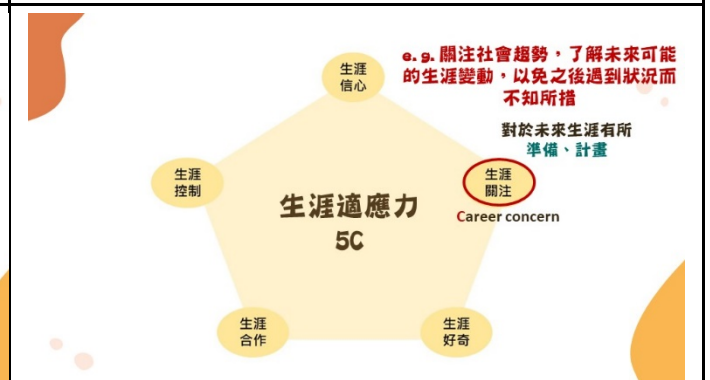 生涯
信心
e.g.關注社會趨勢,了解未來可能
的生涯變動,以免之後遇到狀況而
不知所措
對於未來生涯有所
準備、計畫
生涯
控制
生涯
關注
Career concern
生涯適應力
5C
生涯
合作
生涯
好奇